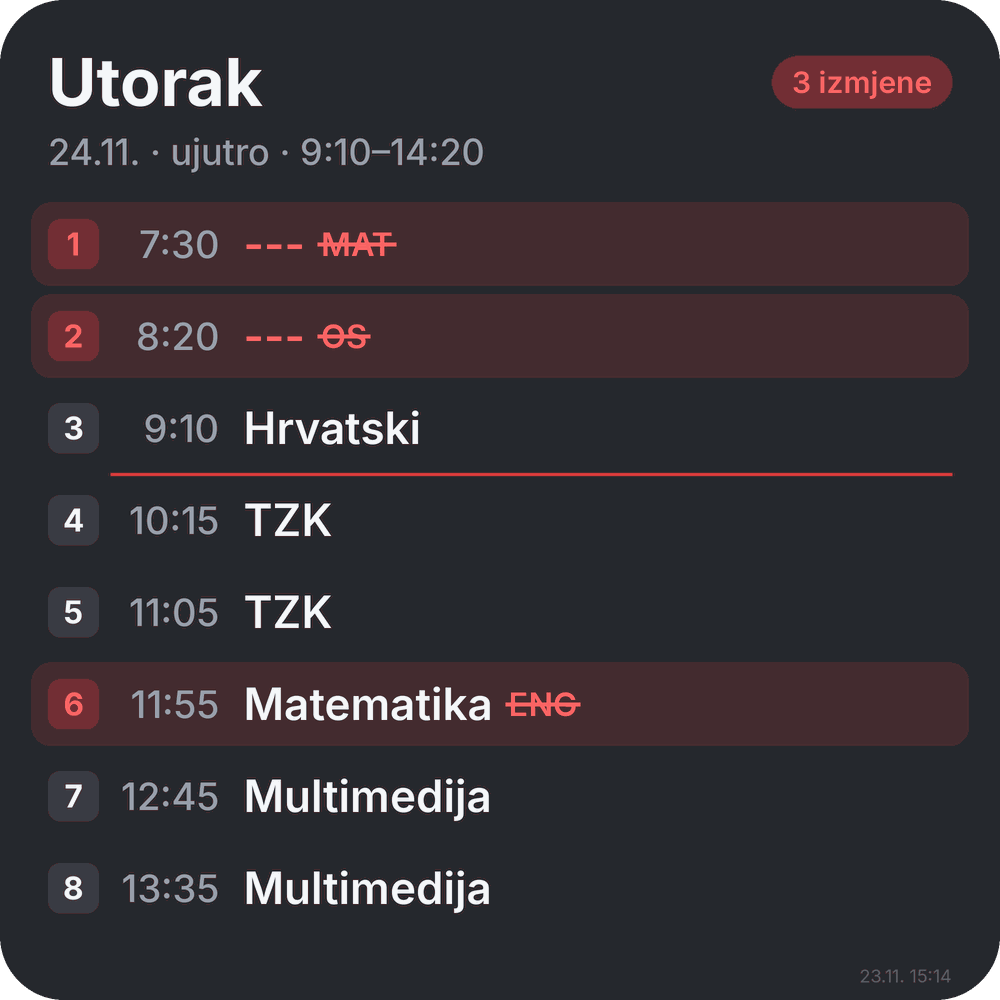 Utorak
3 izmjene
24.11. · ujutro · 9:10–14:20
1 7:30 --- MAT
2 8:20 --- OS
3 9:10 Hrvatski
4 10:15 TZK
5 11:05 TZK
6 11:55 Matematika ENG
7 12:45 Multimedija
8 13:35 Multimedija
23.11. 15:14